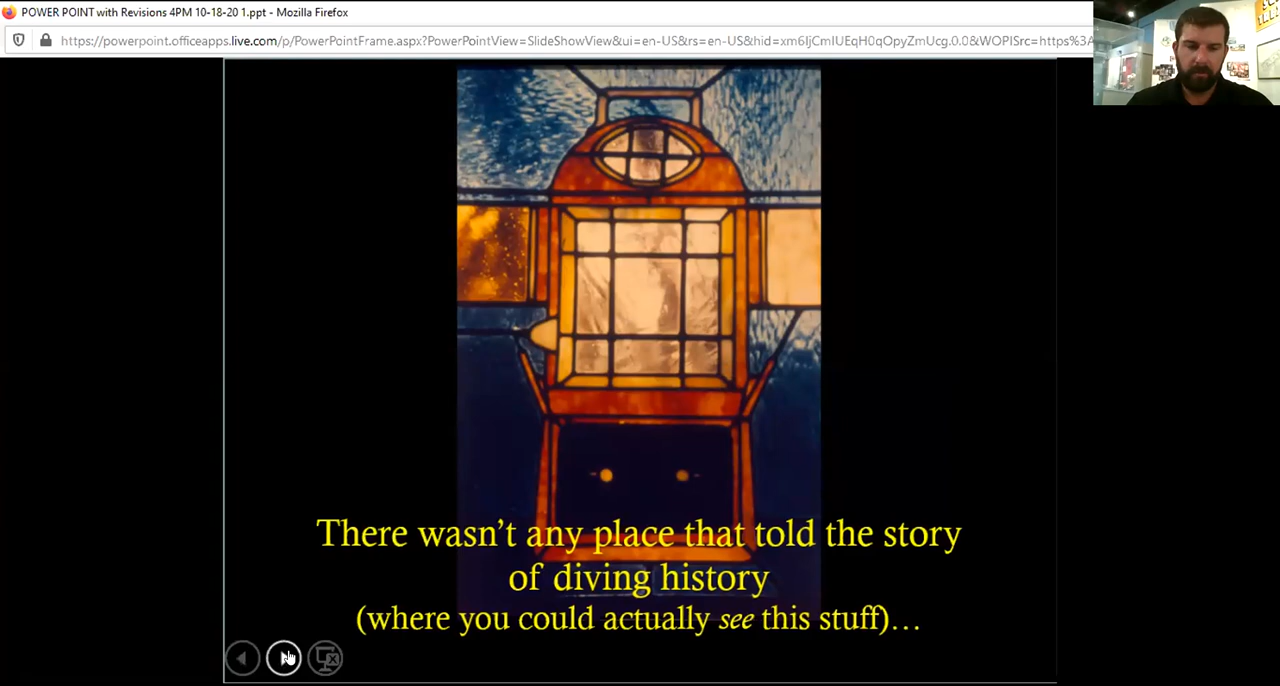 POWER POINT with Revisions 4PM 10-18-20 1.ppt - Mozilla Firefox
https://powerpoint.officeapps.live.com/p/PowerPointFrame.aspx?PowerPointView=SlideShowView&ui=en-US&rs=en-US&hid=xm6IjCmIUEqH0qOpyZmUcg.0.0&WOPISrc=https%3A
There wasn't any place that told the story
of diving history
(where you could actually see this stuff)…